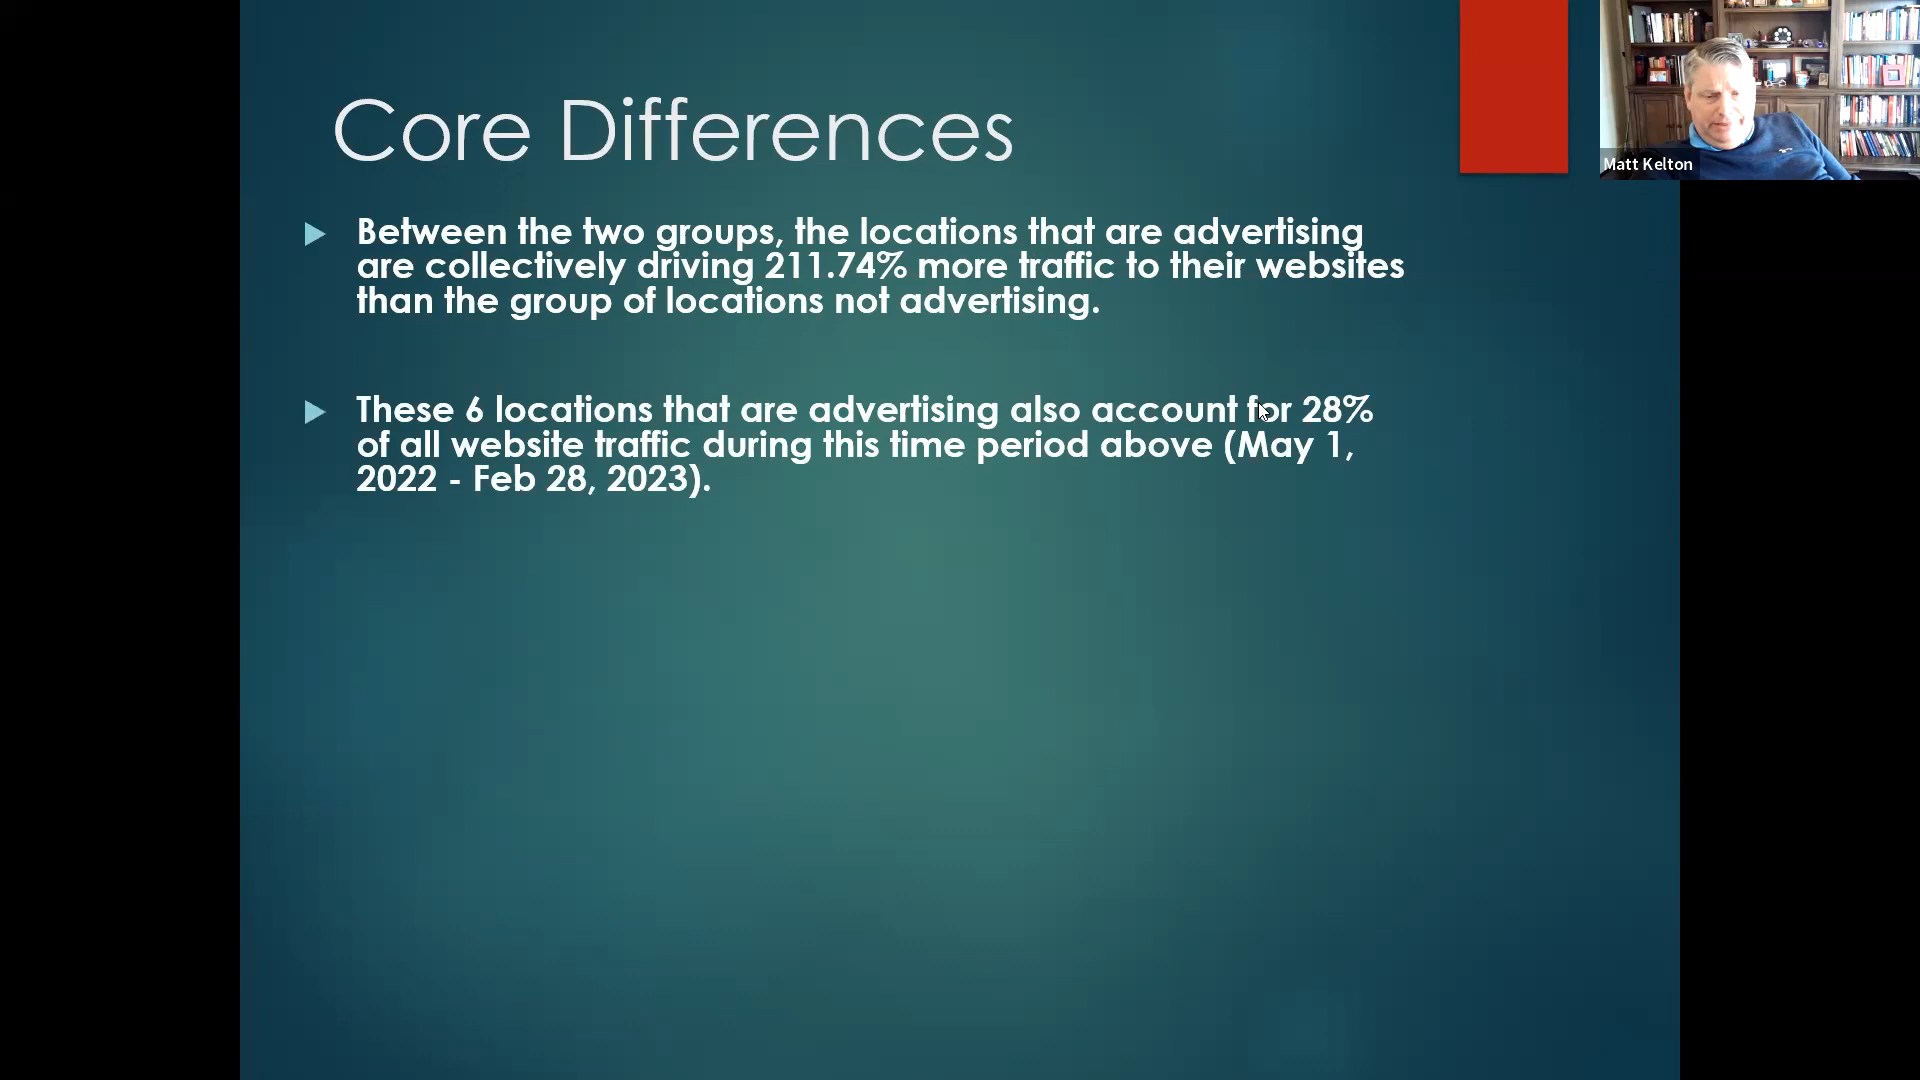 Core Differences
Between the two groups, the locations that are advertising
are collectively driving 211.74% more traffic to their websites
than the group of locations not advertising.
These 6 locations that are advertising also account for 28%
of all website traffic during this time period above (May 1,
2022 - Feb 28, 2023).
Matt Kelton